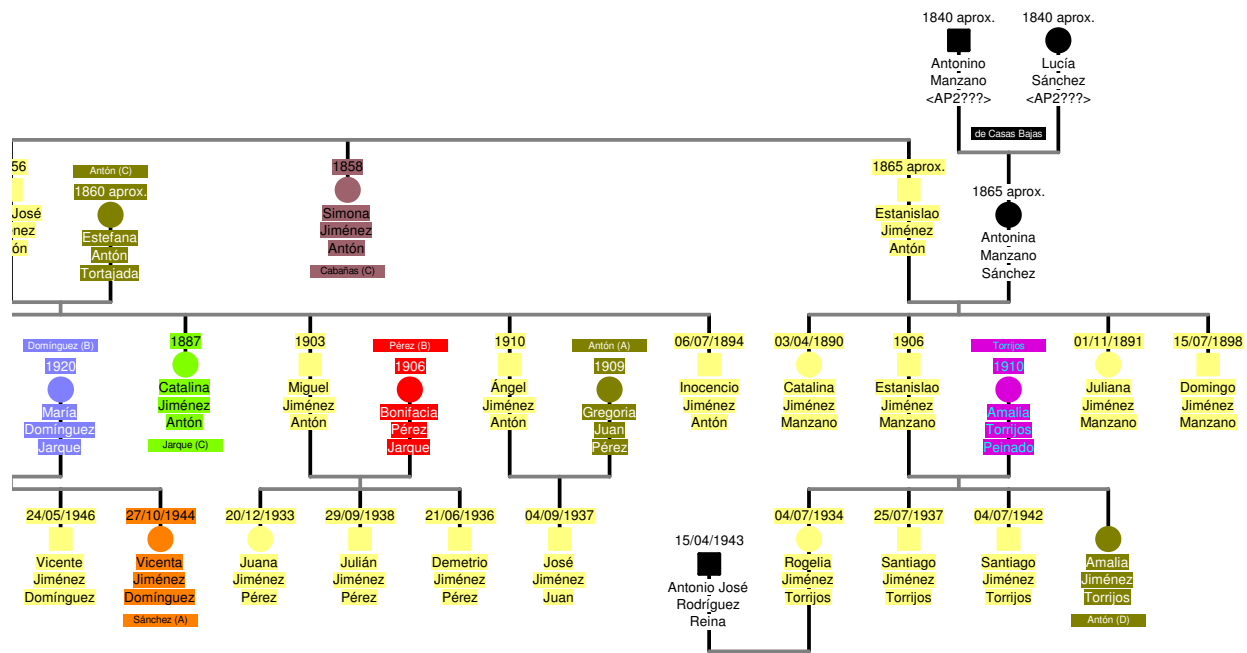 1840 aprox.
Antonino
Manzano
<AP2???>
1840 aprox.
Lucía
Sánchez
<AP2???>
de Casas Bajas
56
José
nez
ón
Antón (C)
1860 aprox.
Estefana
Antón
Tortajada
1858
Simona
Jiménez
Antón
Cabañas (C)
1865 aprox.
Estanislao
Jiménez
Antón
1865 aprox.
Antonina
Manzano
Sánchez
Domínguez (B)
1920
María
Domínguez
Jarque
1887
Catalina
Jiménez
Antón
Jarque (C)
1903
Miguel
Jiménez
Antón
Pérez (B)
1906
Bonifacia
Pérez
Jarque
1910
Ángel
Jiménez
Antón
Antón (A)
1909
Gregoria
Juan
Pérez
06/07/1894
Inocencio
Jiménez
Antón
03/04/1890
Catalina
Jiménez
Manzano
1906
Estanislao
Jiménez
Manzano
Torrijos
1910
Amalia
Torrijos
Peinado
01/11/1891
Juliana
Jiménez
Manzano
15/07/1898
Domingo
Jiménez
Manzano
24/05/1946
Vicente
Jiménez
Domínguez
27/10/1944
Vicenta
Jiménez
Domínguez
Sánchez (A)
20/12/1933
Juana
Jiménez
Pérez
29/09/1938
Julián
Jiménez
Pérez
21/06/1936
Demetrio
Jiménez
Pérez
04/09/1937
José
Jiménez
Juan
15/04/1943
Antonio José
Rodríguez
Reina
04/07/1934
Rogelia
Jiménez
Torrijos
25/07/1937
Santiago
Jiménez
Torrijos
04/07/1942
Santiago
Jiménez
Torrijos
Amalia
Jiménez
Torrijos
Antón (D)